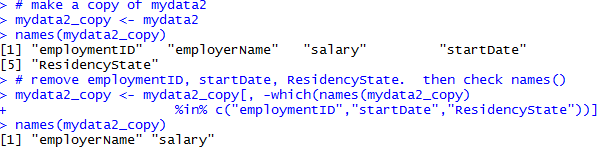 > # make a copy of mydata2
> mydata2_copy <- mydata2
> names(mydata2_copy)
[1] "employmentID"   "employerName"   "salary"         "startDate"
[5] "ResidencyState"
> # remove employmentID, startDate, ResidencyState.  then check names()
> mydata2_copy <- mydata2_copy[, -which(names(mydata2_copy)
+                   %in% c("employmentID","startDate","ResidencyState"))]
> names(mydata2_copy)
[1] "employerName" "salary"